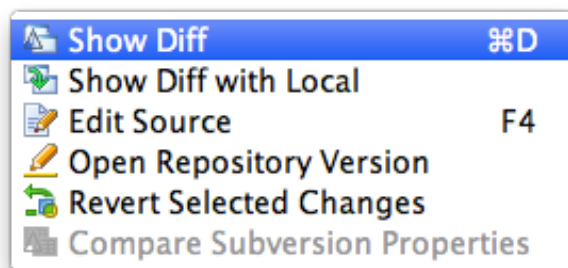 Show Diff ⌘D
Show Diff with Local
Edit Source F4
Open Repository Version
Revert Selected Changes
Compare Subversion Properties